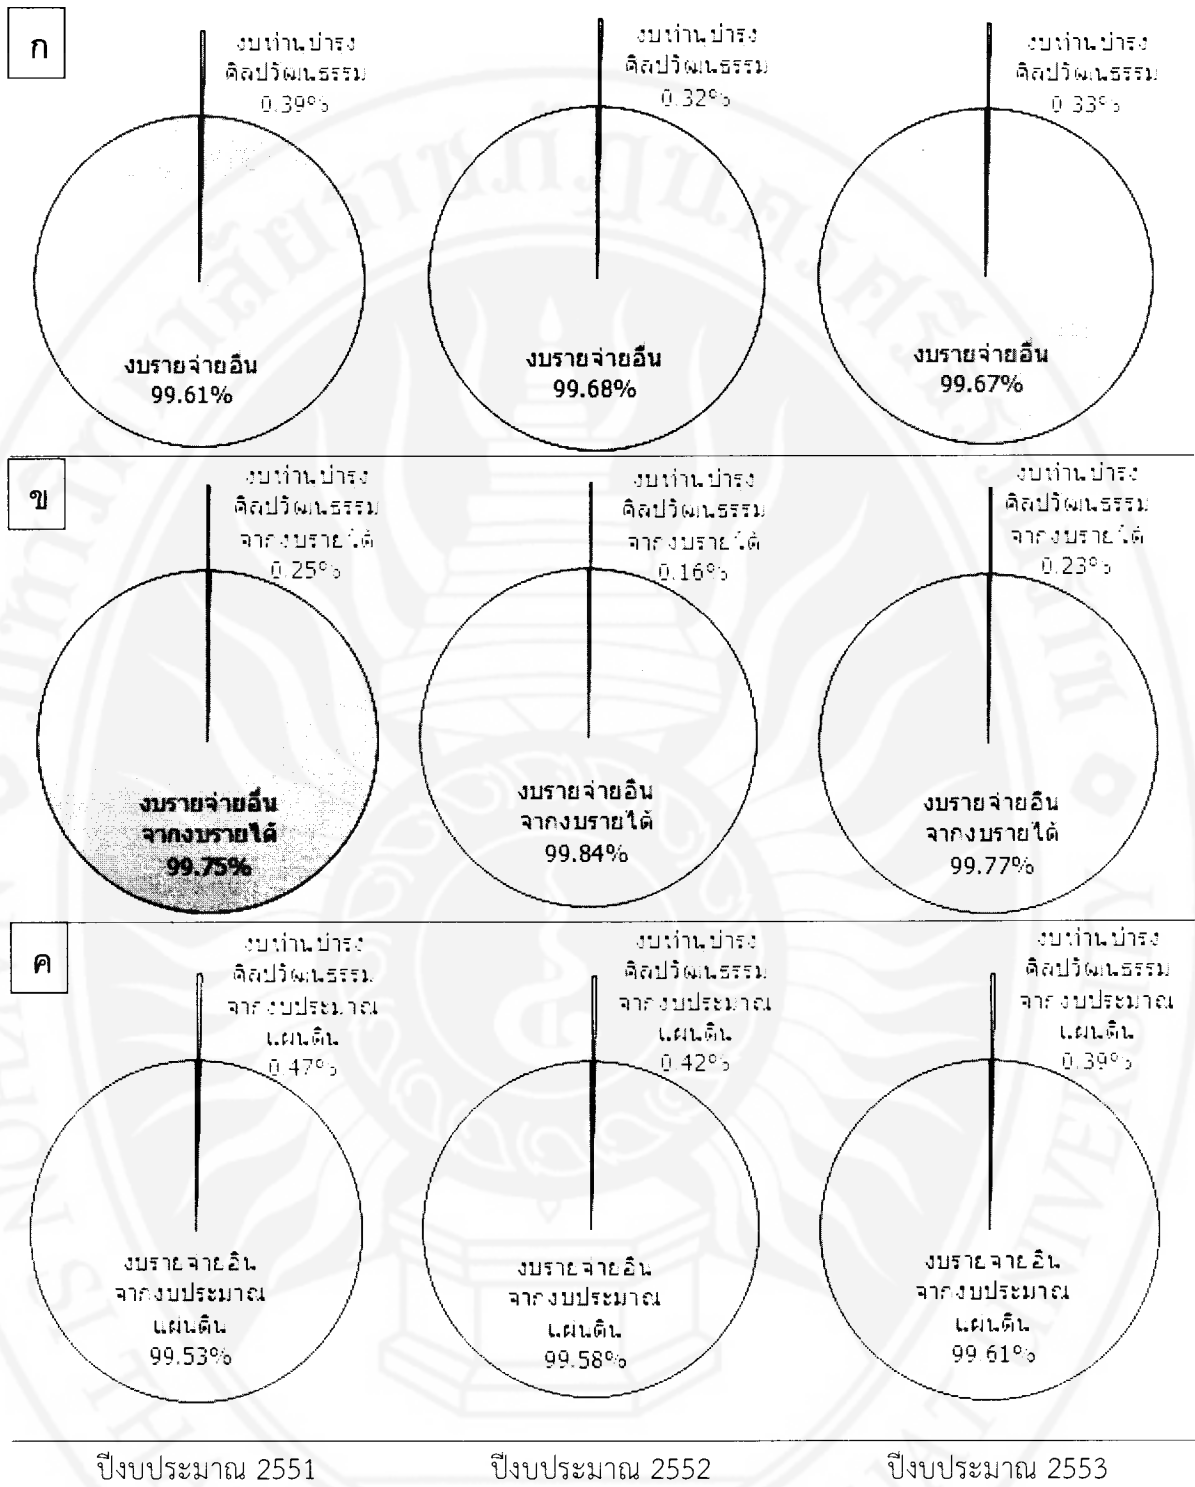 ก
งบทำนุบำรุง
ศิลปวัฒนธรรม
0.39%
งบรายจ่ายอื่น
99.61%
งบทำนุบำรุง
ศิลปวัฒนธรรม
0.32%
งบรายจ่ายอื่น
99.68%
งบทำนุบำรุง
ศิลปวัฒนธรรม
0.33%
งบรายจ่ายอื่น
99.67%
ข
งบทำนุบำรุง
ศิลปวัฒนธรรม
จากงบรายได้
0.25%
งบรายจ่ายอื่น
จากงบรายได้
99.75%
งบทำนุบำรุง
ศิลปวัฒนธรรม
จากงบรายได้
0.16%
งบรายจ่ายอื่น
จากงบรายได้
99.84%
งบทำนุบำรุง
ศิลปวัฒนธรรม
จากงบรายได้
0.23%
งบรายจ่ายอื่น
จากงบรายได้
99.77%
ค
งบทำนุบำรุง
ศิลปวัฒนธรรม
จากงบประมาณ
แผ่นดิน
0.47%
งบรายจ่ายอื่น
จากงบประมาณ
แผ่นดิน
99.53%
งบทำนุบำรุง
ศิลปวัฒนธรรม
จากงบประมาณ
แผ่นดิน
0.42%
งบรายจ่ายอื่น
จากงบประมาณ
แผ่นดิน
99.58%
งบทำนุบำรุง
ศิลปวัฒนธรรม
จากงบประมาณ
แผ่นดิน
0.39%
งบรายจ่ายอื่น
จากงบประมาณ
แผ่นดิน
99.61%
ปีงบประมาณ 2551
ปีงบประมาณ 2552
ปีงบประมาณ 2553